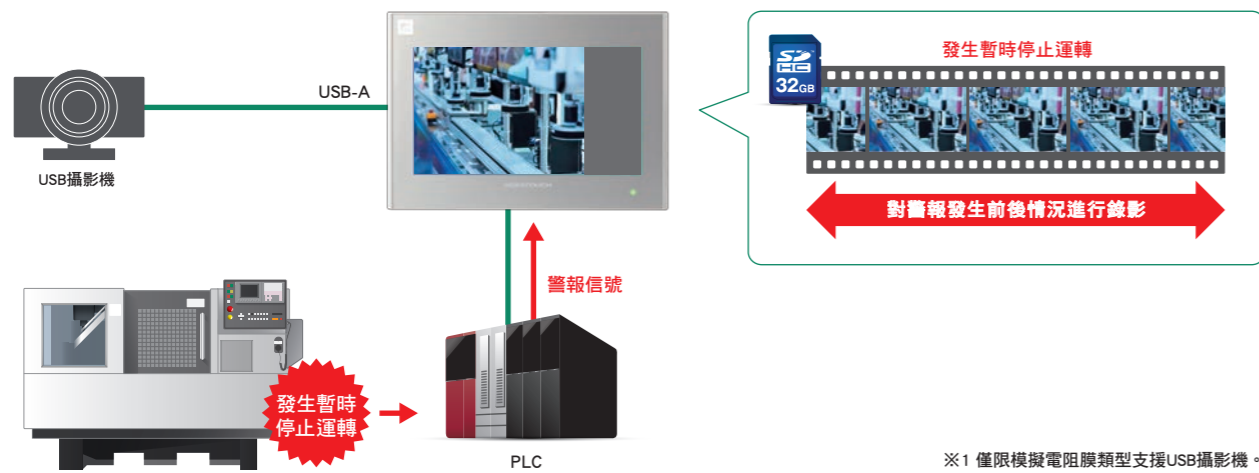 USB-A
USB攝影機
SD
HC
32GB
發生暫時停止運轉
對警報發生前後情況進行錄影
警報信號
發生暫時
停止運轉
PLC
※1 僅限模擬電阻膜類型支援USB攝影機。